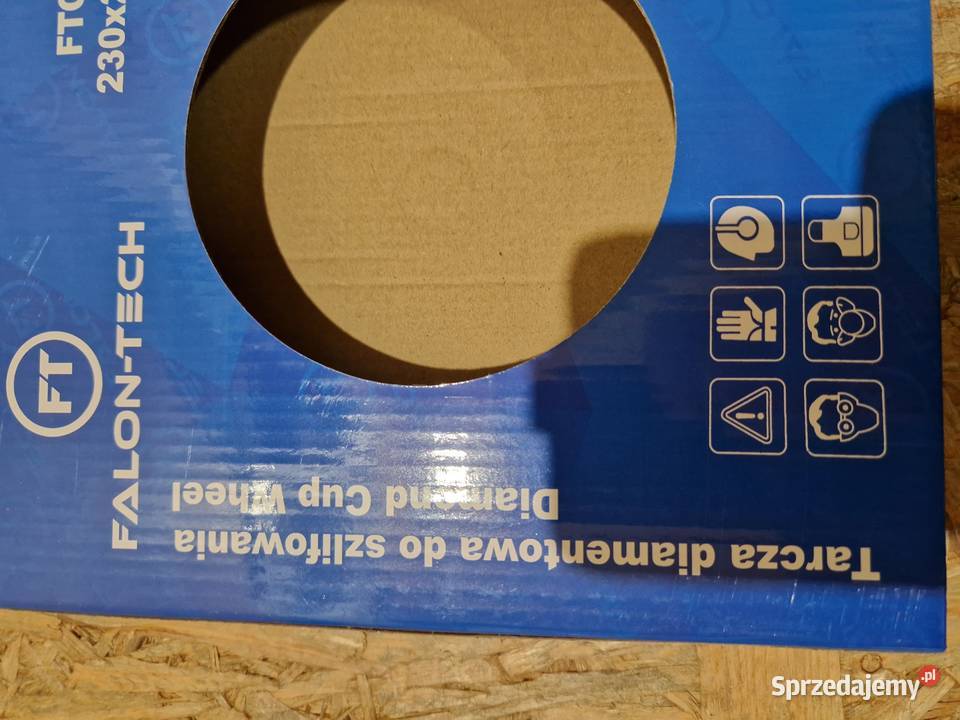 FT
FALON-TECH
Tarcza diamentowa do szlifowania
Diamond Cup Wheel
Sprzedajemy.pl